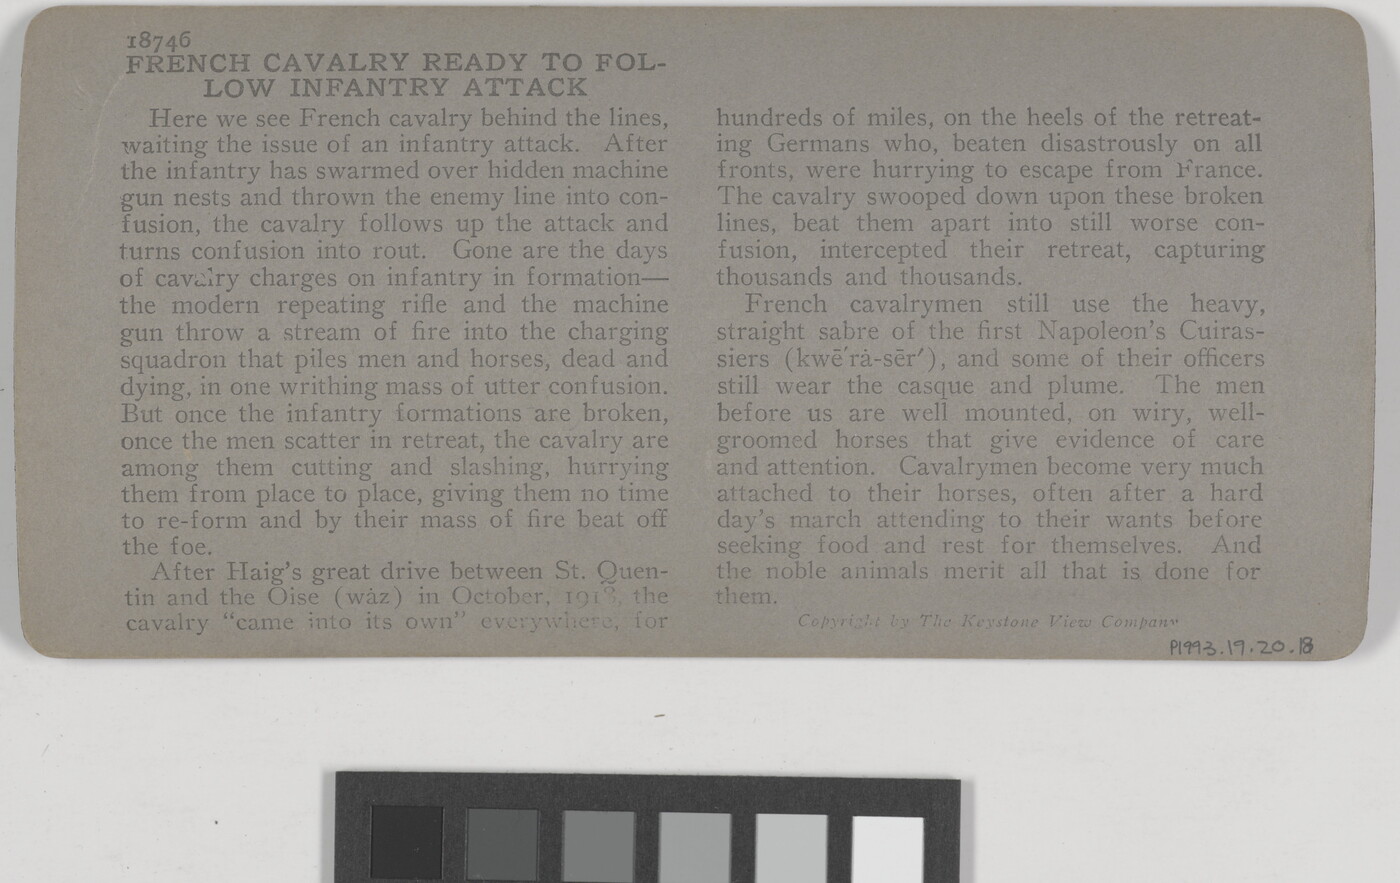 18746
FRENCH CAVALRY READY TO FOL-
LOW INFANTRY ATTACK
Here we see French cavalry behind the lines,
waiting the issue of an infantry attack. After
the infantry has swarmed over hidden machine
gun nests and thrown the enemy line into con-
fusion, the cavalry follows up the attack and
turns confusion into rout. Gone are the days
of cavalry charges on infantry in formation—
the modern repeating rifle and the machine
gun throw a stream of fire into the charging
squadron that piles men and horses, dead and
dying, in one writhing mass of utter confusion.
But once the infantry formations are broken,
once the men scatter in retreat, the cavalry are
among them cutting and slashing, hurrying
them from place to place, giving them no time
to re-form and by their mass of fire beat off
the foe.
After Haig's great drive between St. Quen-
tin and the Oise (wȧz) in October, 1918, the
cavalry "came into its own" everywhere, for
hundreds of miles, on the heels of the retreat-
ing Germans who, beaten disastrously on all
fronts, were hurrying to escape from France.
The cavalry swooped down upon these broken
lines, beat them apart into still worse con-
fusion, intercepted their retreat, capturing
thousands and thousands.
French cavalrymen still use the heavy,
straight sabre of the first Napoleon's Cuiras-
siers (kwē′rȧ-sēr′), and some of their officers
still wear the casque and plume. The men
before us are well mounted, on wiry, well-
groomed horses that give evidence of care
and attention. Cavalrymen become very much
attached to their horses, often after a hard
day's march attending to their wants before
seeking food and rest for themselves. And
the noble animals merit all that is done for
them.
Copyright by The Keystone View Company
P1993.19.20.18